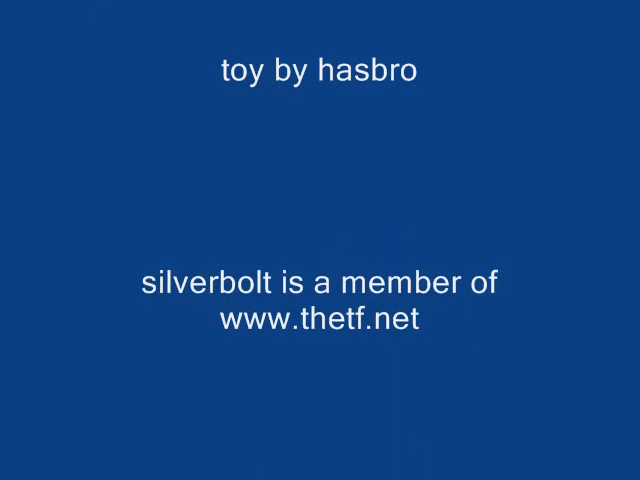 toy by hasbro
silverbolt is a member of
www.thetf.net